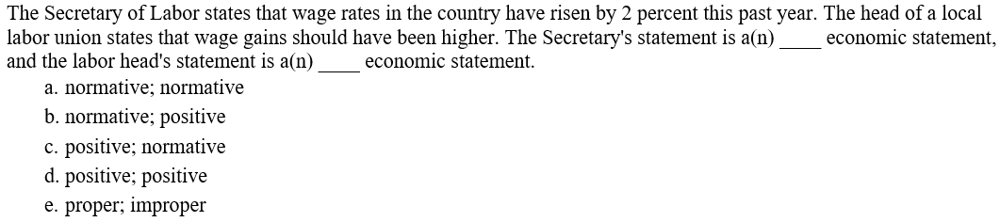 The Secretary of Labor states that wage rates in the country have risen by 2 percent this past year. The head of a local
labor union states that wage gains should have been higher. The Secretary's statement is a(n) ____ economic statement,
and the labor head's statement is a(n) ____ economic statement.
a. normative; normative
b. normative; positive
c. positive; normative
d. positive; positive
e. proper; improper